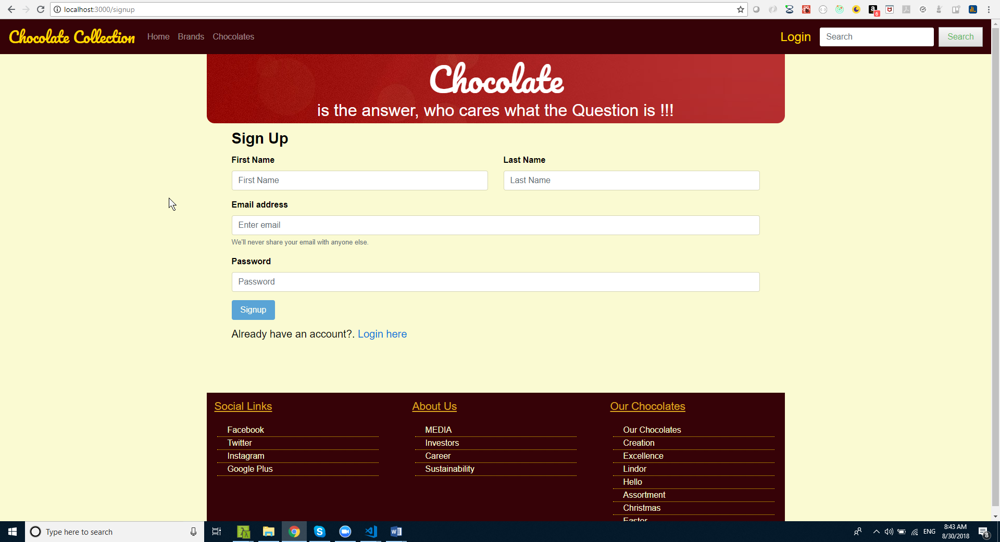 localhost:3000/signup
6
Chocolate Collection Home Brands Chocolates Login Search Search
Chocolate
is the answer, who cares what the Question is !!!
Sign Up
First Name Last Name
First Name Last Name
Email address
Enter email
We'll never share your email with anyone else.
Password
Password
Signup
Already have an account?. Login here
Social Links About Us Our Chocolates
Facebook MEDIA Our Chocolates
Twitter Investors Creation
Instagram Career Excellence
Google Plus Sustainability Lindor
Hello
Assortment
Christmas
Easter
Type here to search
ENG
8:43 AM
8/30/2018
8